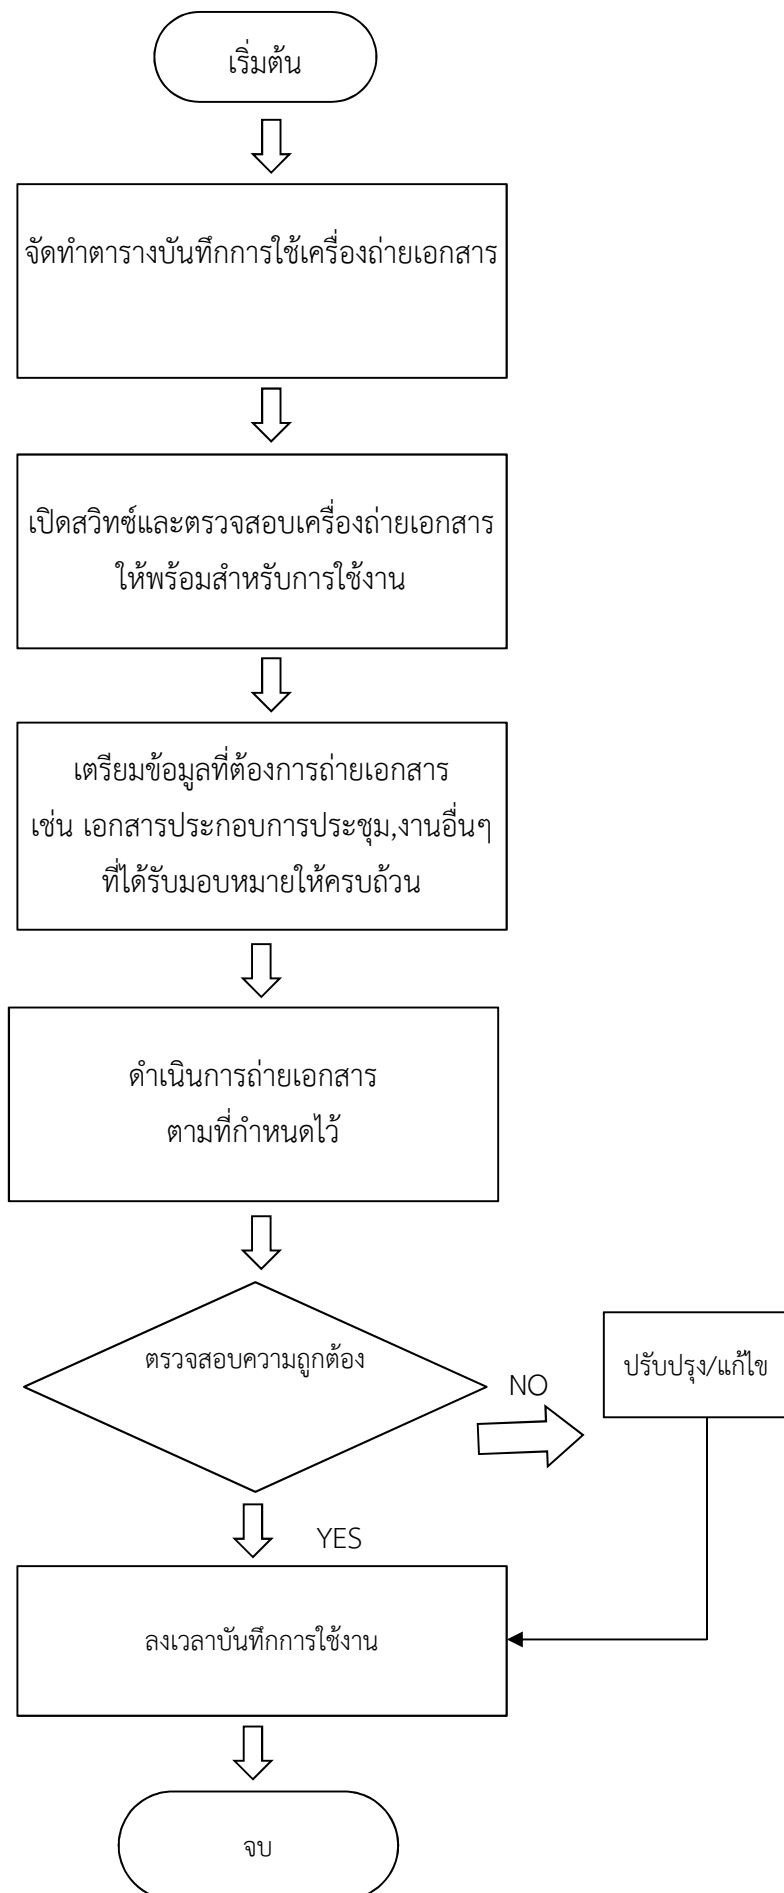 เริ่มต้น
จัดทำตารางบันทึกการใช้เครื่องถ่ายเอกสาร
เปิดสวิทซ์และตรวจสอบเครื่องถ่ายเอกสาร
ให้พร้อมสำหรับการใช้งาน
เตรียมข้อมูลที่ต้องการถ่ายเอกสาร
เช่น เอกสารประกอบการประชุม,งานอื่นๆ
ที่ได้รับมอบหมายให้ครบถ้วน
ดำเนินการถ่ายเอกสาร
ตามที่กำหนดไว้
ตรวจสอบความถูกต้อง
NO
ปรับปรุง/แก้ไข
YES
ลงเวลาบันทึกการใช้งาน
จบ